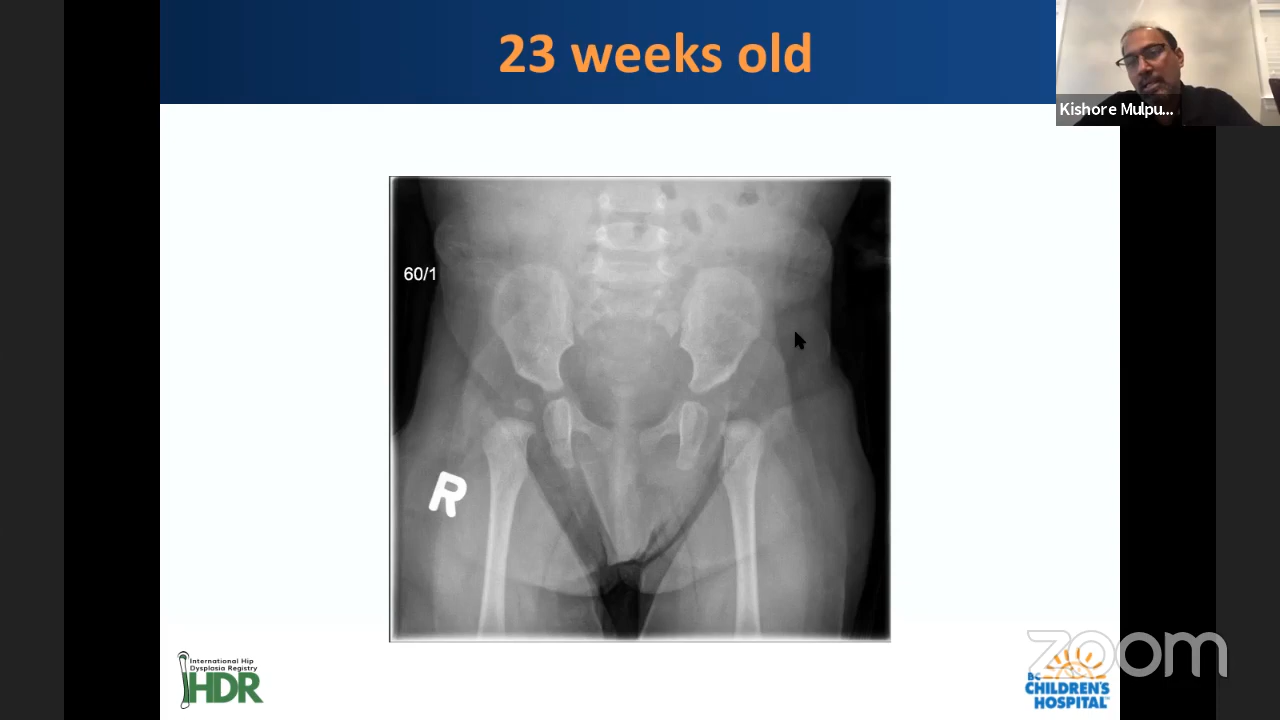 23 weeks old
Kishore Mulpu...
60/1
R
International Hip
Dysplasia Registry
IHDR
BC
CHILDREN'S
HOSPITAL
zoom